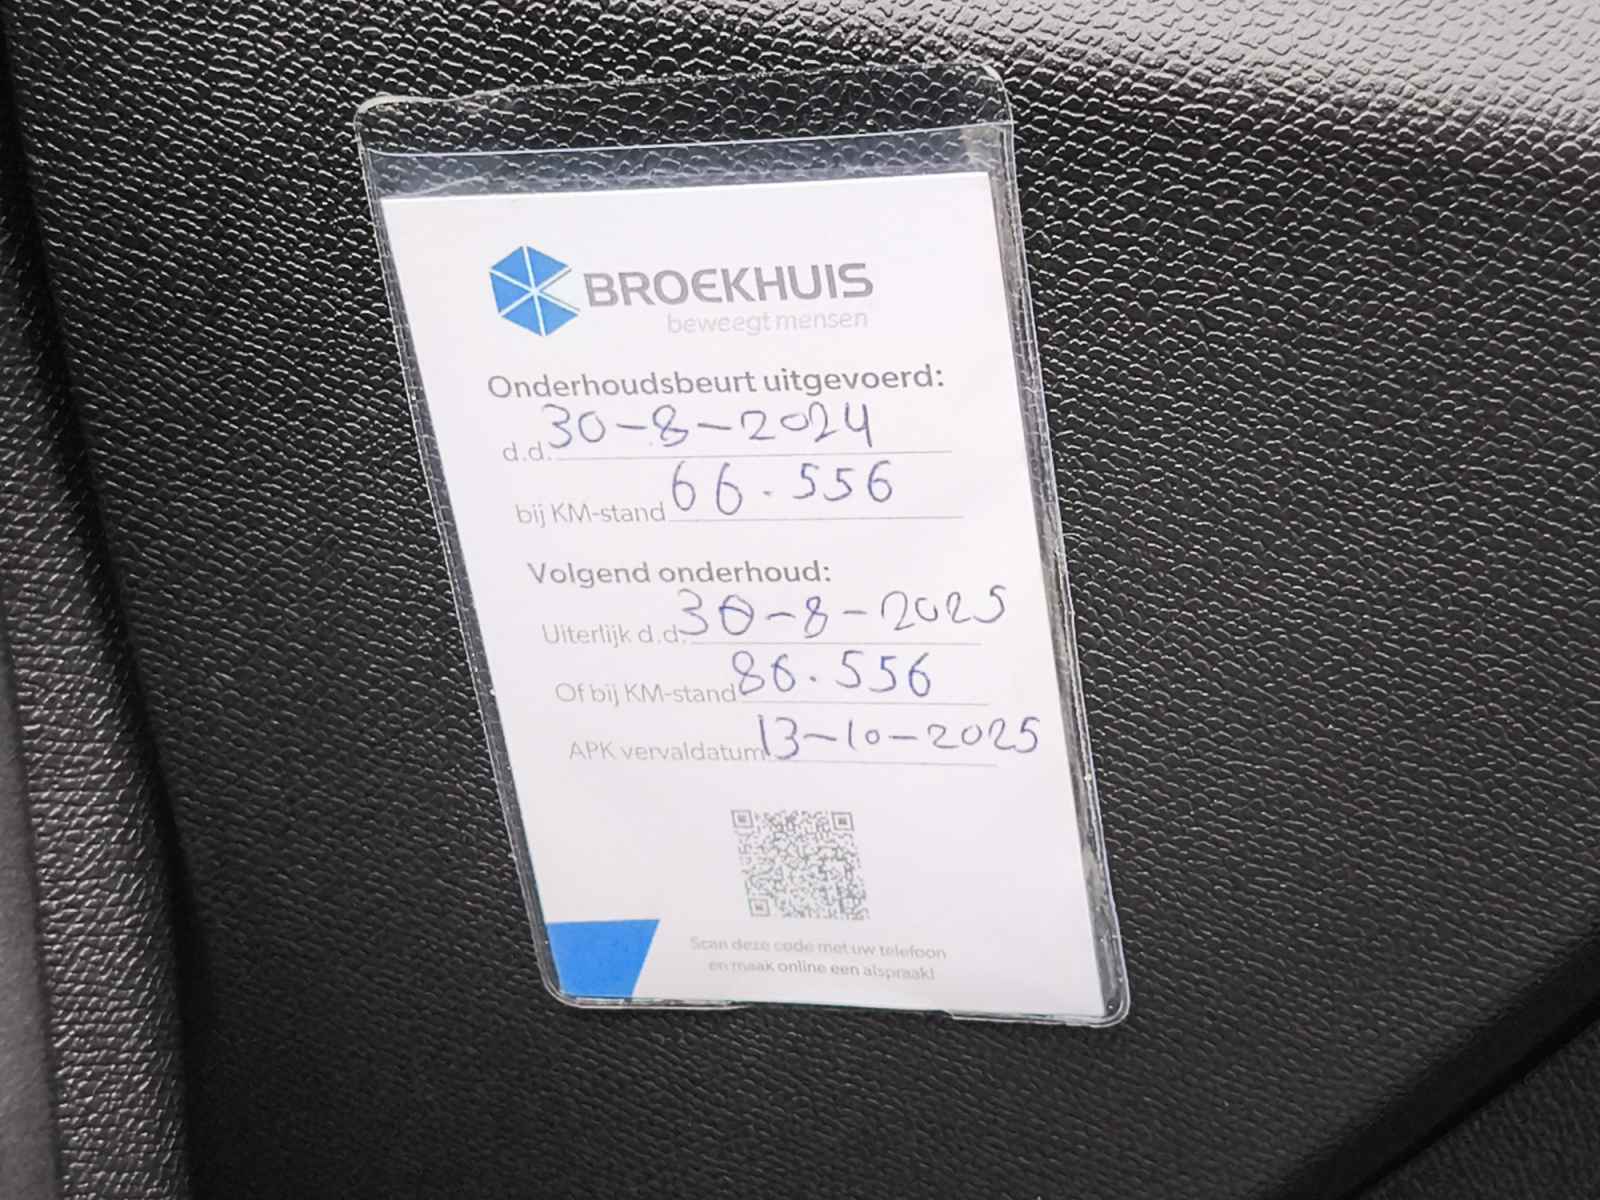 BROEKHUIS
beweegt mensen
Onderhoudsbeurt uitgevoerd:
d.d. 30-8-2024
bij KM-stand 66.556
Volgend onderhoud:
Uiterlijk d.d. 30-8-2025
Of bij KM-stand 86.556
APK vervaldatum 13-10-2025
Scan deze code met uw telefoon
en maak online een afspraak!